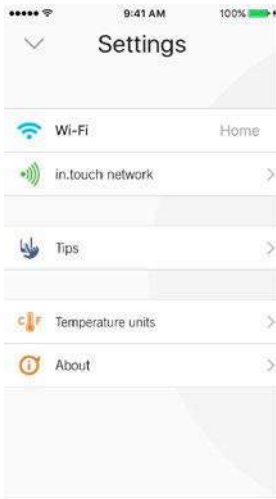 9:41 AM 100%
Settings
Wi-Fi Home
in.touch network
Tips
C F Temperature units
About